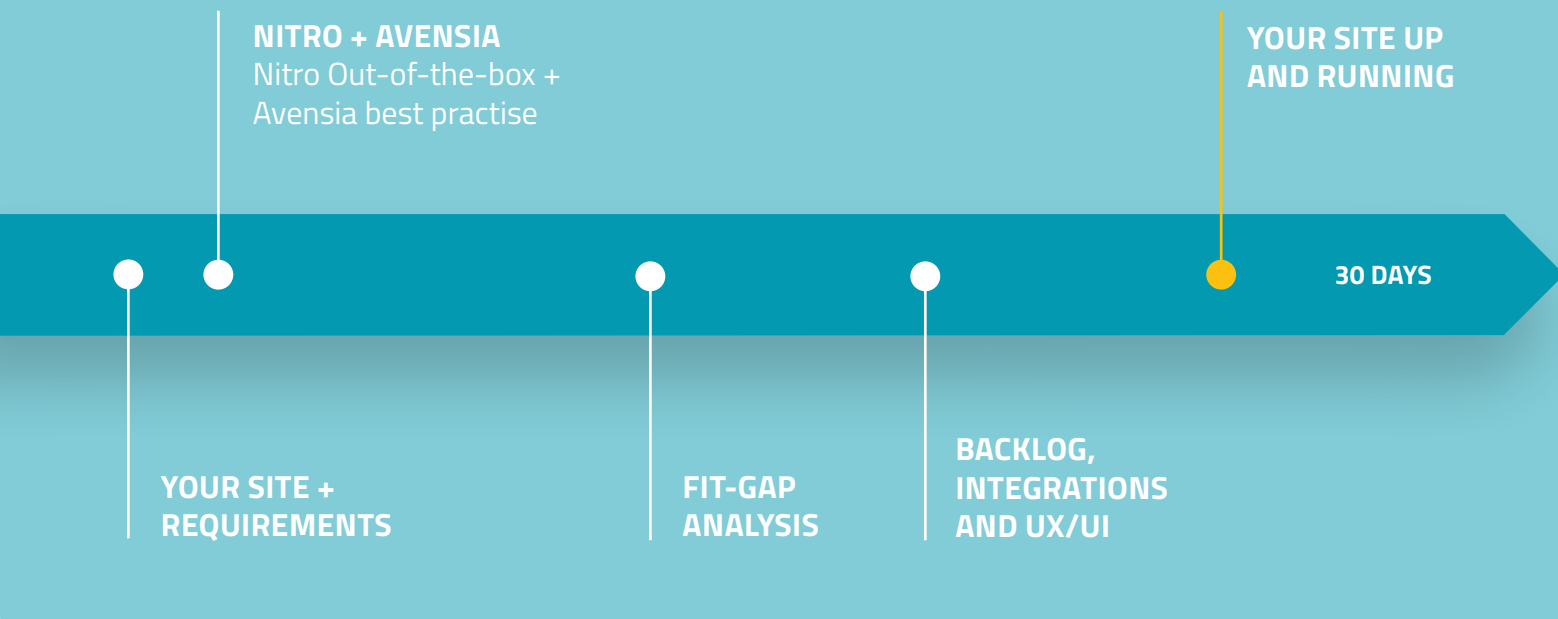 NITRO + AVENSIA
Nitro Out-of-the-box +
Avensia best practise
YOUR SITE UP
AND RUNNING
30 DAYS
YOUR SITE +
REQUIREMENTS
FIT-GAP
ANALYSIS
BACKLOG,
INTEGRATIONS
AND UX/UI